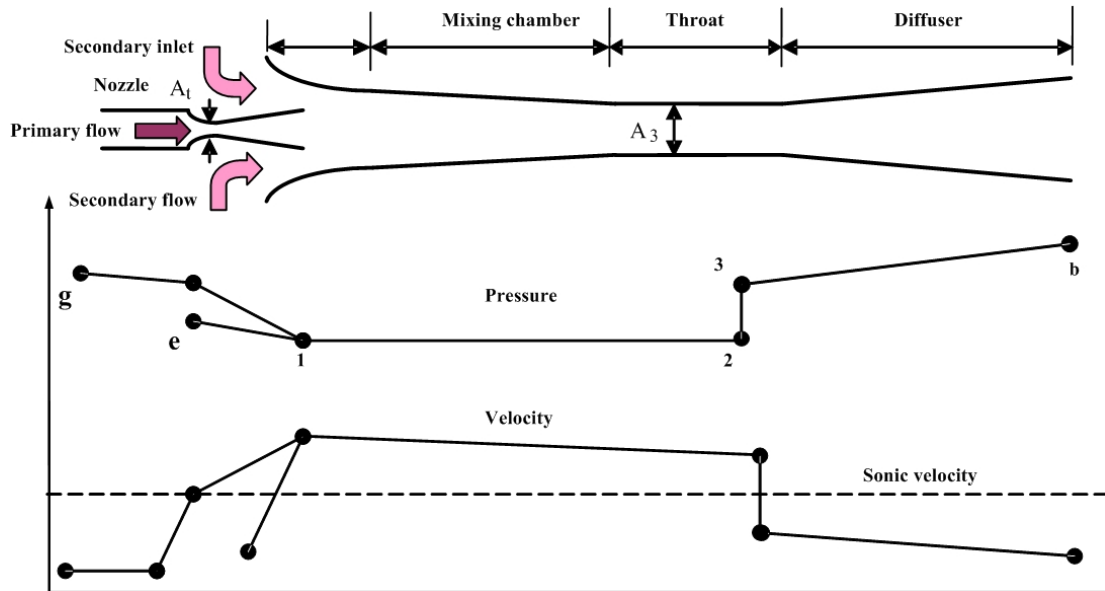 Mixing chamber
Throat
Diffuser
Secondary inlet
Nozzle
At
Primary flow
A 3
Secondary flow
g
e
1
Pressure
2
3
b
Velocity
Sonic velocity